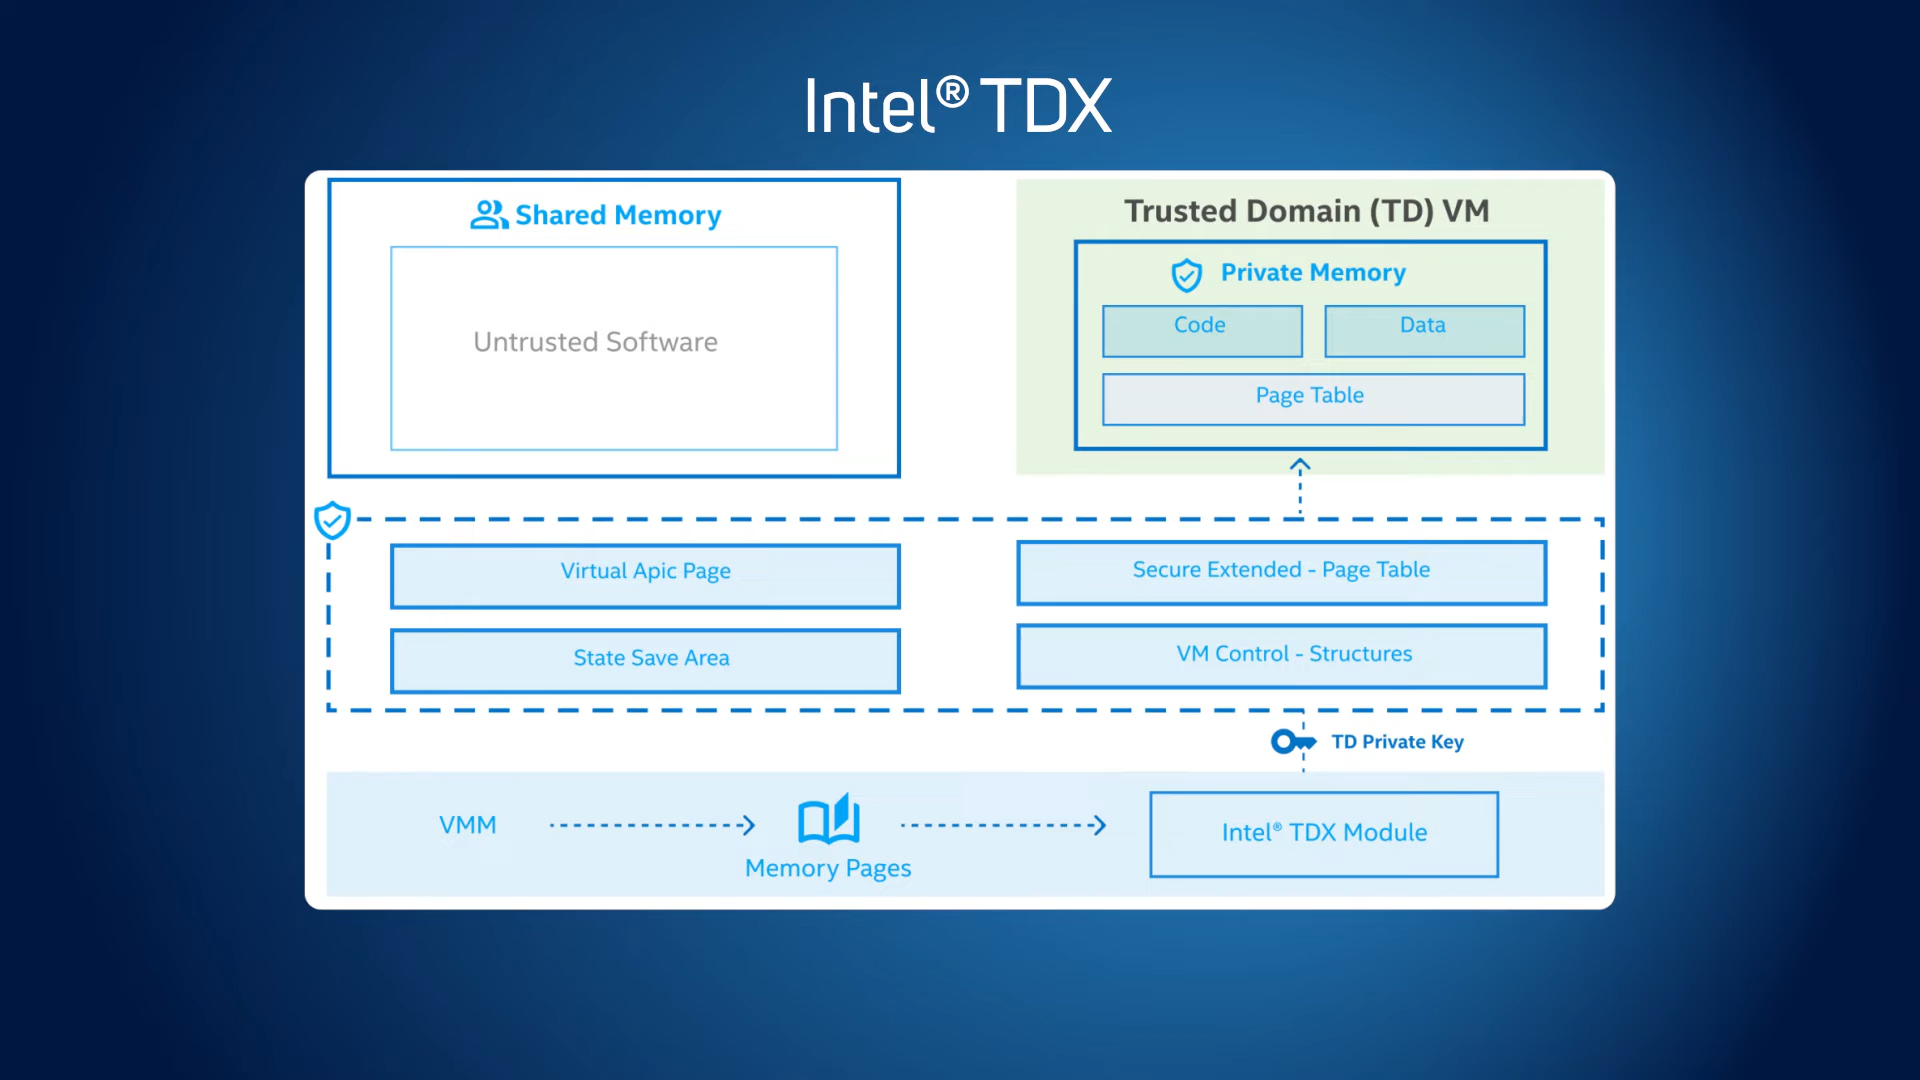 Intel® TDX
Shared Memory
Untrusted Software
Trusted Domain (TD) VM
Private Memory
Code
Data
Page Table
Virtual Apic Page
State Save Area
Secure Extended - Page Table
VM Control - Structures
TD Private Key
VMM
Memory Pages
Intel® TDX Module